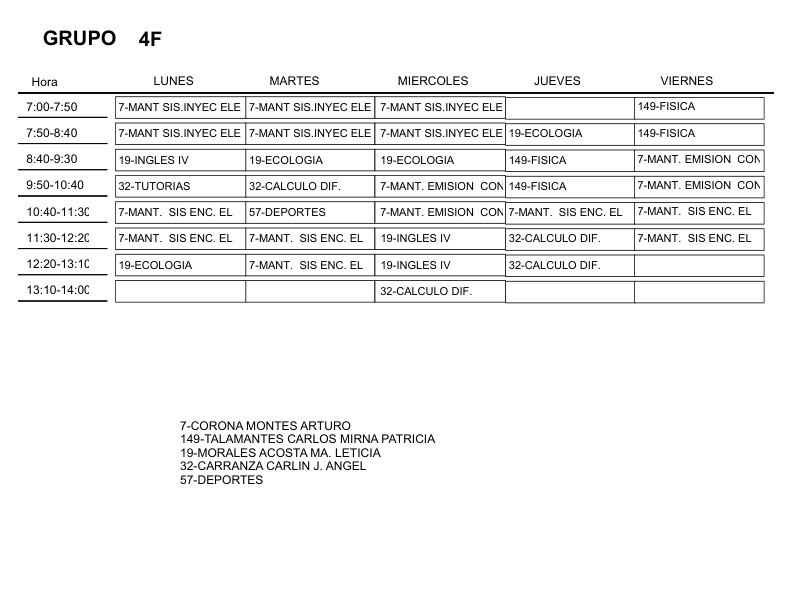 GRUPO 4F
Hora LUNES MARTES MIERCOLES JUEVES VIERNES
7:00-7:50 7-MANT SIS.INYEC ELE 7-MANT SIS.INYEC ELE 7-MANT SIS.INYEC ELE 149-FISICA
7:50-8:40 7-MANT SIS.INYEC ELE 7-MANT SIS.INYEC ELE 7-MANT SIS.INYEC ELE 19-ECOLOGIA 149-FISICA
8:40-9:30 19-INGLES IV 19-ECOLOGIA 19-ECOLOGIA 149-FISICA 7-MANT. EMISION CON
9:50-10:40 32-TUTORIAS 32-CALCULO DIF. 7-MANT. EMISION CON 149-FISICA 7-MANT. EMISION CON
10:40-11:30 7-MANT. SIS ENC. EL 57-DEPORTES 7-MANT. EMISION CON 7-MANT. SIS ENC. EL 7-MANT. SIS ENC. EL
11:30-12:20 7-MANT. SIS ENC. EL 7-MANT. SIS ENC. EL 19-INGLES IV 32-CALCULO DIF. 7-MANT. SIS ENC. EL
12:20-13:10 19-ECOLOGIA 7-MANT. SIS ENC. EL 19-INGLES IV 32-CALCULO DIF.
13:10-14:00 32-CALCULO DIF.
7-CORONA MONTES ARTURO
149-TALAMANTES CARLOS MIRNA PATRICIA
19-MORALES ACOSTA MA. LETICIA
32-CARRANZA CARLIN J. ANGEL
57-DEPORTES